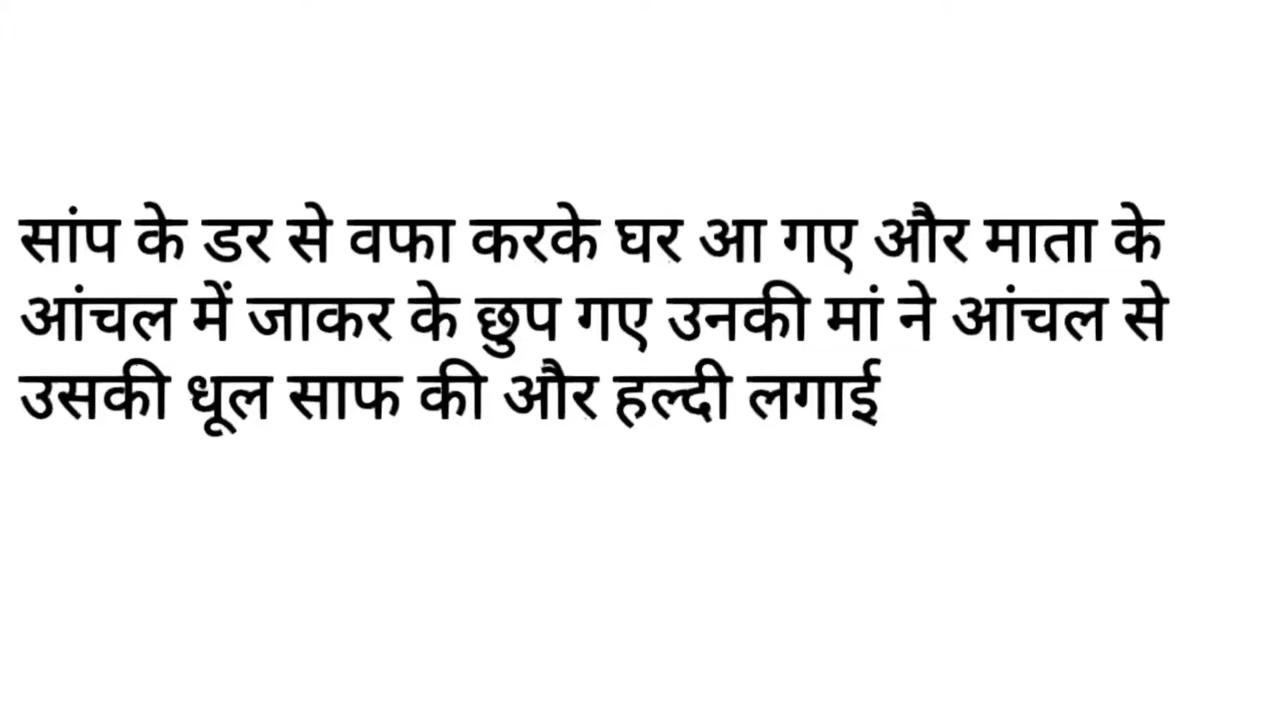 सांप के डर से वफा करके घर आ गए और माता के
आंचल में जाकर के छुप गए उनकी मां ने आंचल से
उसकी धूल साफ की और हल्दी लगाई